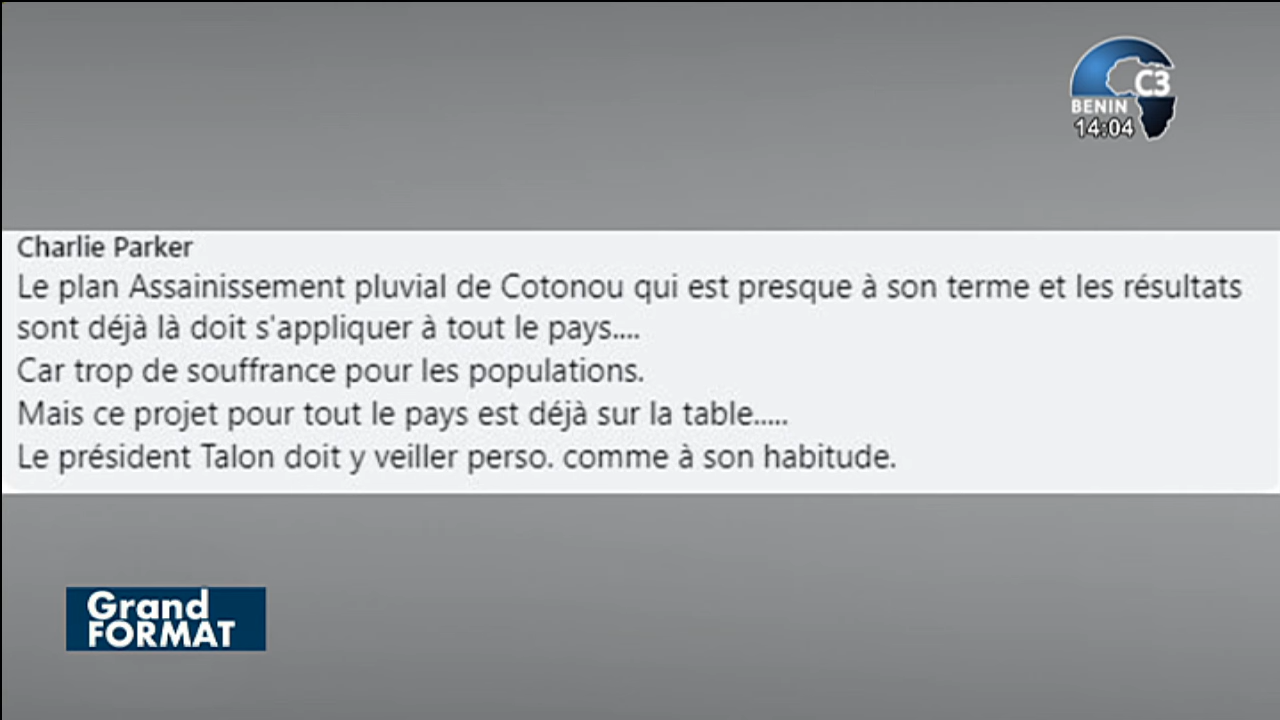 C3
BENIN
14:04
Charlie Parker
Le plan Assainissement pluvial de Cotonou qui est presque à son terme et les résultats
sont déjà là doit s'appliquer à tout le pays....
Car trop de souffrance pour les populations.
Mais ce projet pour tout le pays est déjà sur la table.....
Le président Talon doit y veiller perso. comme à son habitude.
Grand
FORMAT